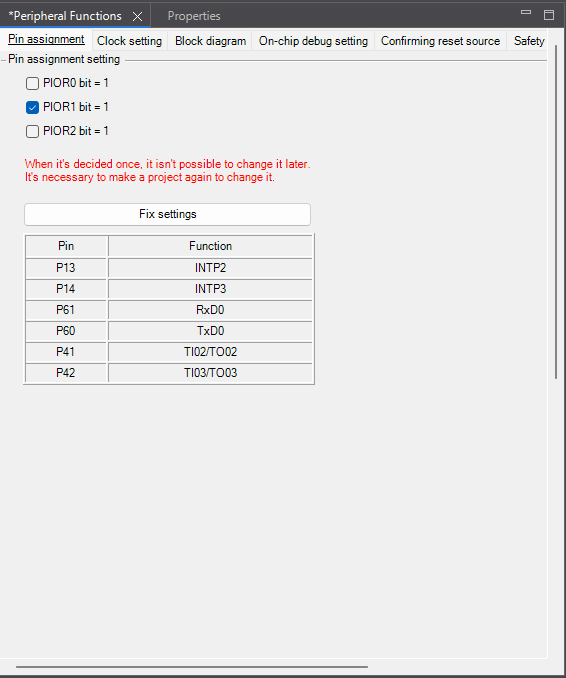 *Peripheral Functions Properties
Pin assignment Clock setting Block diagram On-chip debug setting Confirming reset source Safety
Pin assignment setting
PIOR0 bit = 1
PIOR1 bit = 1
PIOR2 bit = 1
When it's decided once, it isn't possible to change it later.
It's necessary to make a project again to change it.
Fix settings
Pin Function
P13 INTP2
P14 INTP3
P61 RxD0
P60 TxD0
P41 TI02/TO02
P42 TI03/TO03